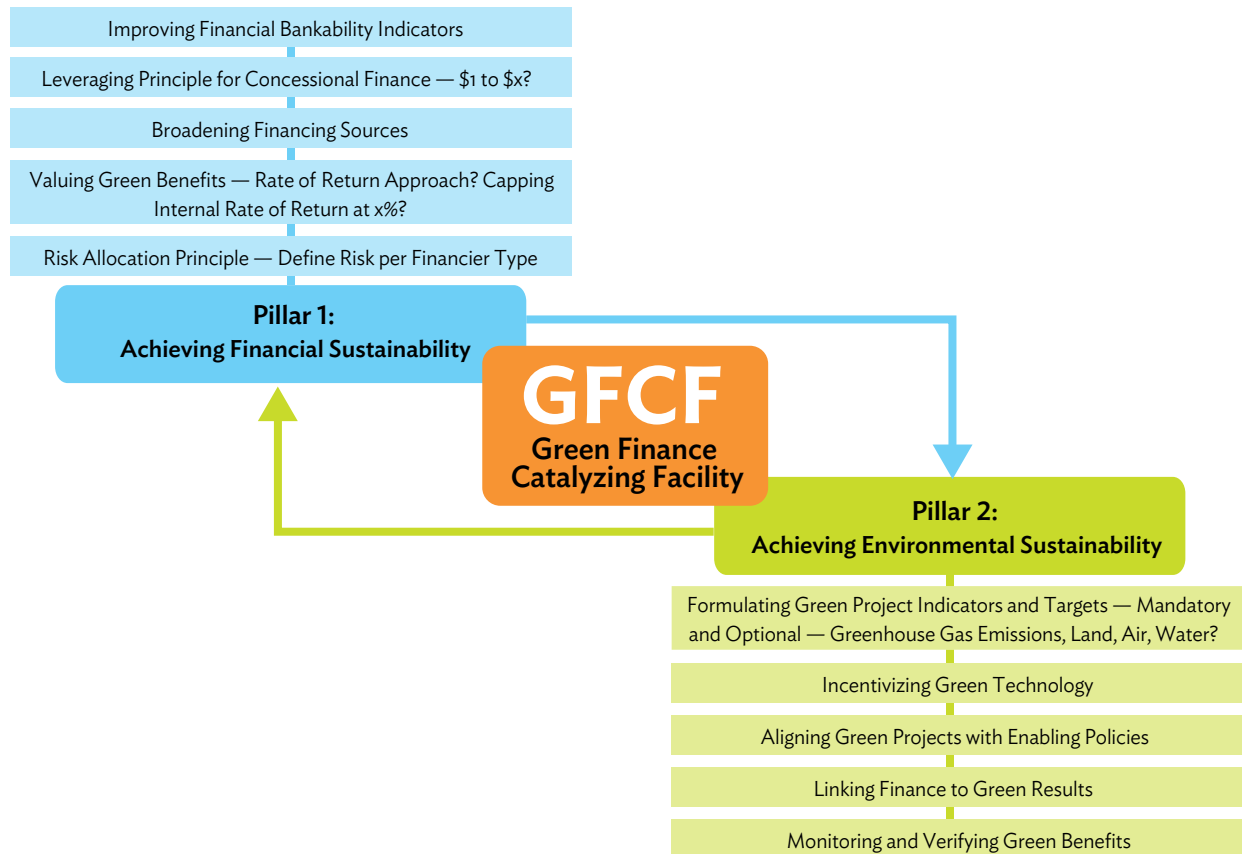 Improving Financial Bankability Indicators
Leveraging Principle for Concessional Finance — $1 to $x?
Broadening Financing Sources
Valuing Green Benefits — Rate of Return Approach? Capping
Internal Rate of Return at x%?
Risk Allocation Principle — Define Risk per Financier Type
Pillar 1:
Achieving Financial Sustainability
GFCF
Green Finance
Catalyzing Facility
Pillar 2:
Achieving Environmental Sustainability
Formulating Green Project Indicators and Targets — Mandatory
and Optional — Greenhouse Gas Emissions, Land, Air, Water?
Incentivizing Green Technology
Aligning Green Projects with Enabling Policies
Linking Finance to Green Results
Monitoring and Verifying Green Benefits